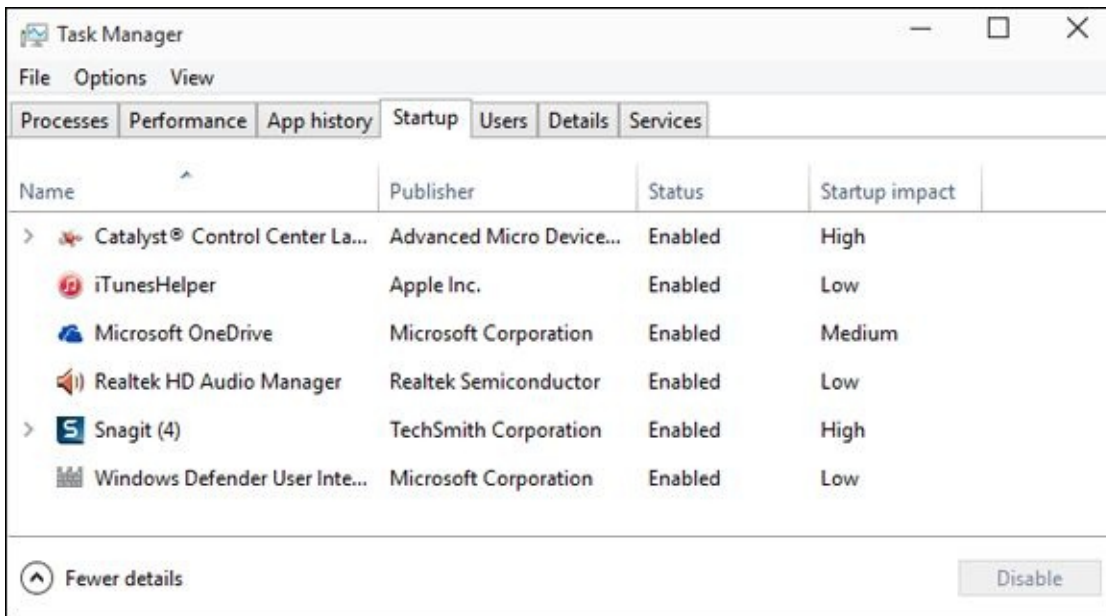 Task Manager
File Options View
Processes Performance App history Startup Users Details Services
Name Publisher Status Startup impact
Catalyst® Control Center La... Advanced Micro Device... Enabled High
iTunesHelper Apple Inc. Enabled Low
Microsoft OneDrive Microsoft Corporation Enabled Medium
Realtek HD Audio Manager Realtek Semiconductor Enabled Low
S Snagit (4) TechSmith Corporation Enabled High
Windows Defender User Inte... Microsoft Corporation Enabled Low
Fewer details Disable